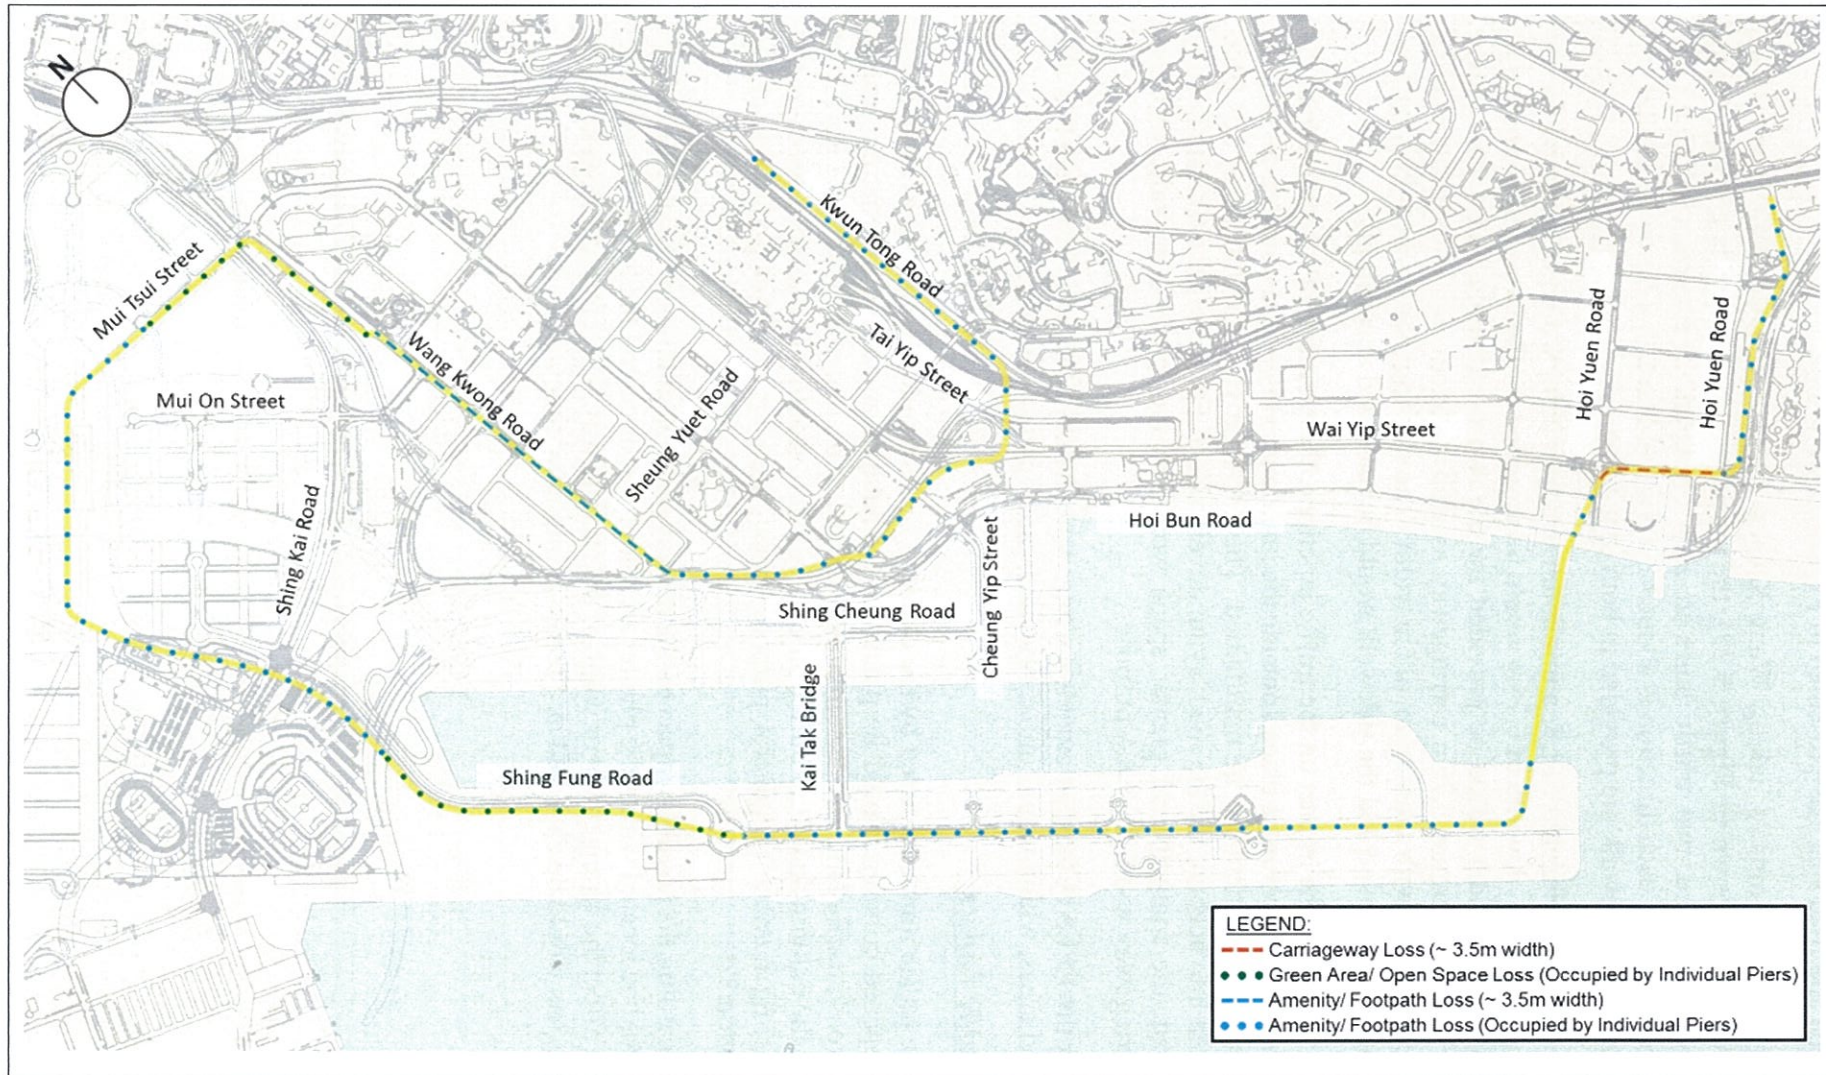 N
Kwun Tong Road
Mui Tsui Street
Tai Yip Street
Wang Kwong Road
Sheung Yuet Road
Hoi Yuen Road
Hoi Yuen Road
Mui On Street
Wai Yip Street
Shing Kai Road
Hoi Bun Road
Cheung Yip Street
Shing Cheung Road
Kai Tak Bridge
Shing Fung Road
LEGEND:
Carriageway Loss (~ 3.5m width)
Green Area/ Open Space Loss (Occupied by Individual Piers)
Amenity/ Footpath Loss (~ 3.5m width)
Amenity/ Footpath Loss (Occupied by Individual Piers)